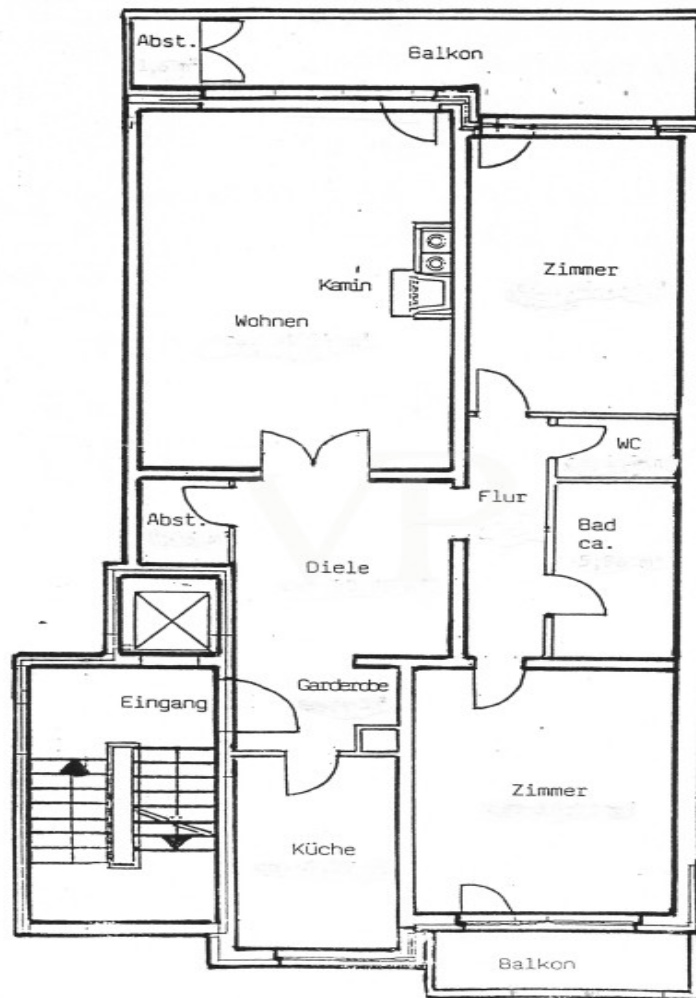 Abst.
Balkon
Zimmer
Kamin
Wohnen
WC
Flur
Abst.
Bad
ca.
Diele
Garderobe
Eingang
Zimmer
Küche
Balkon